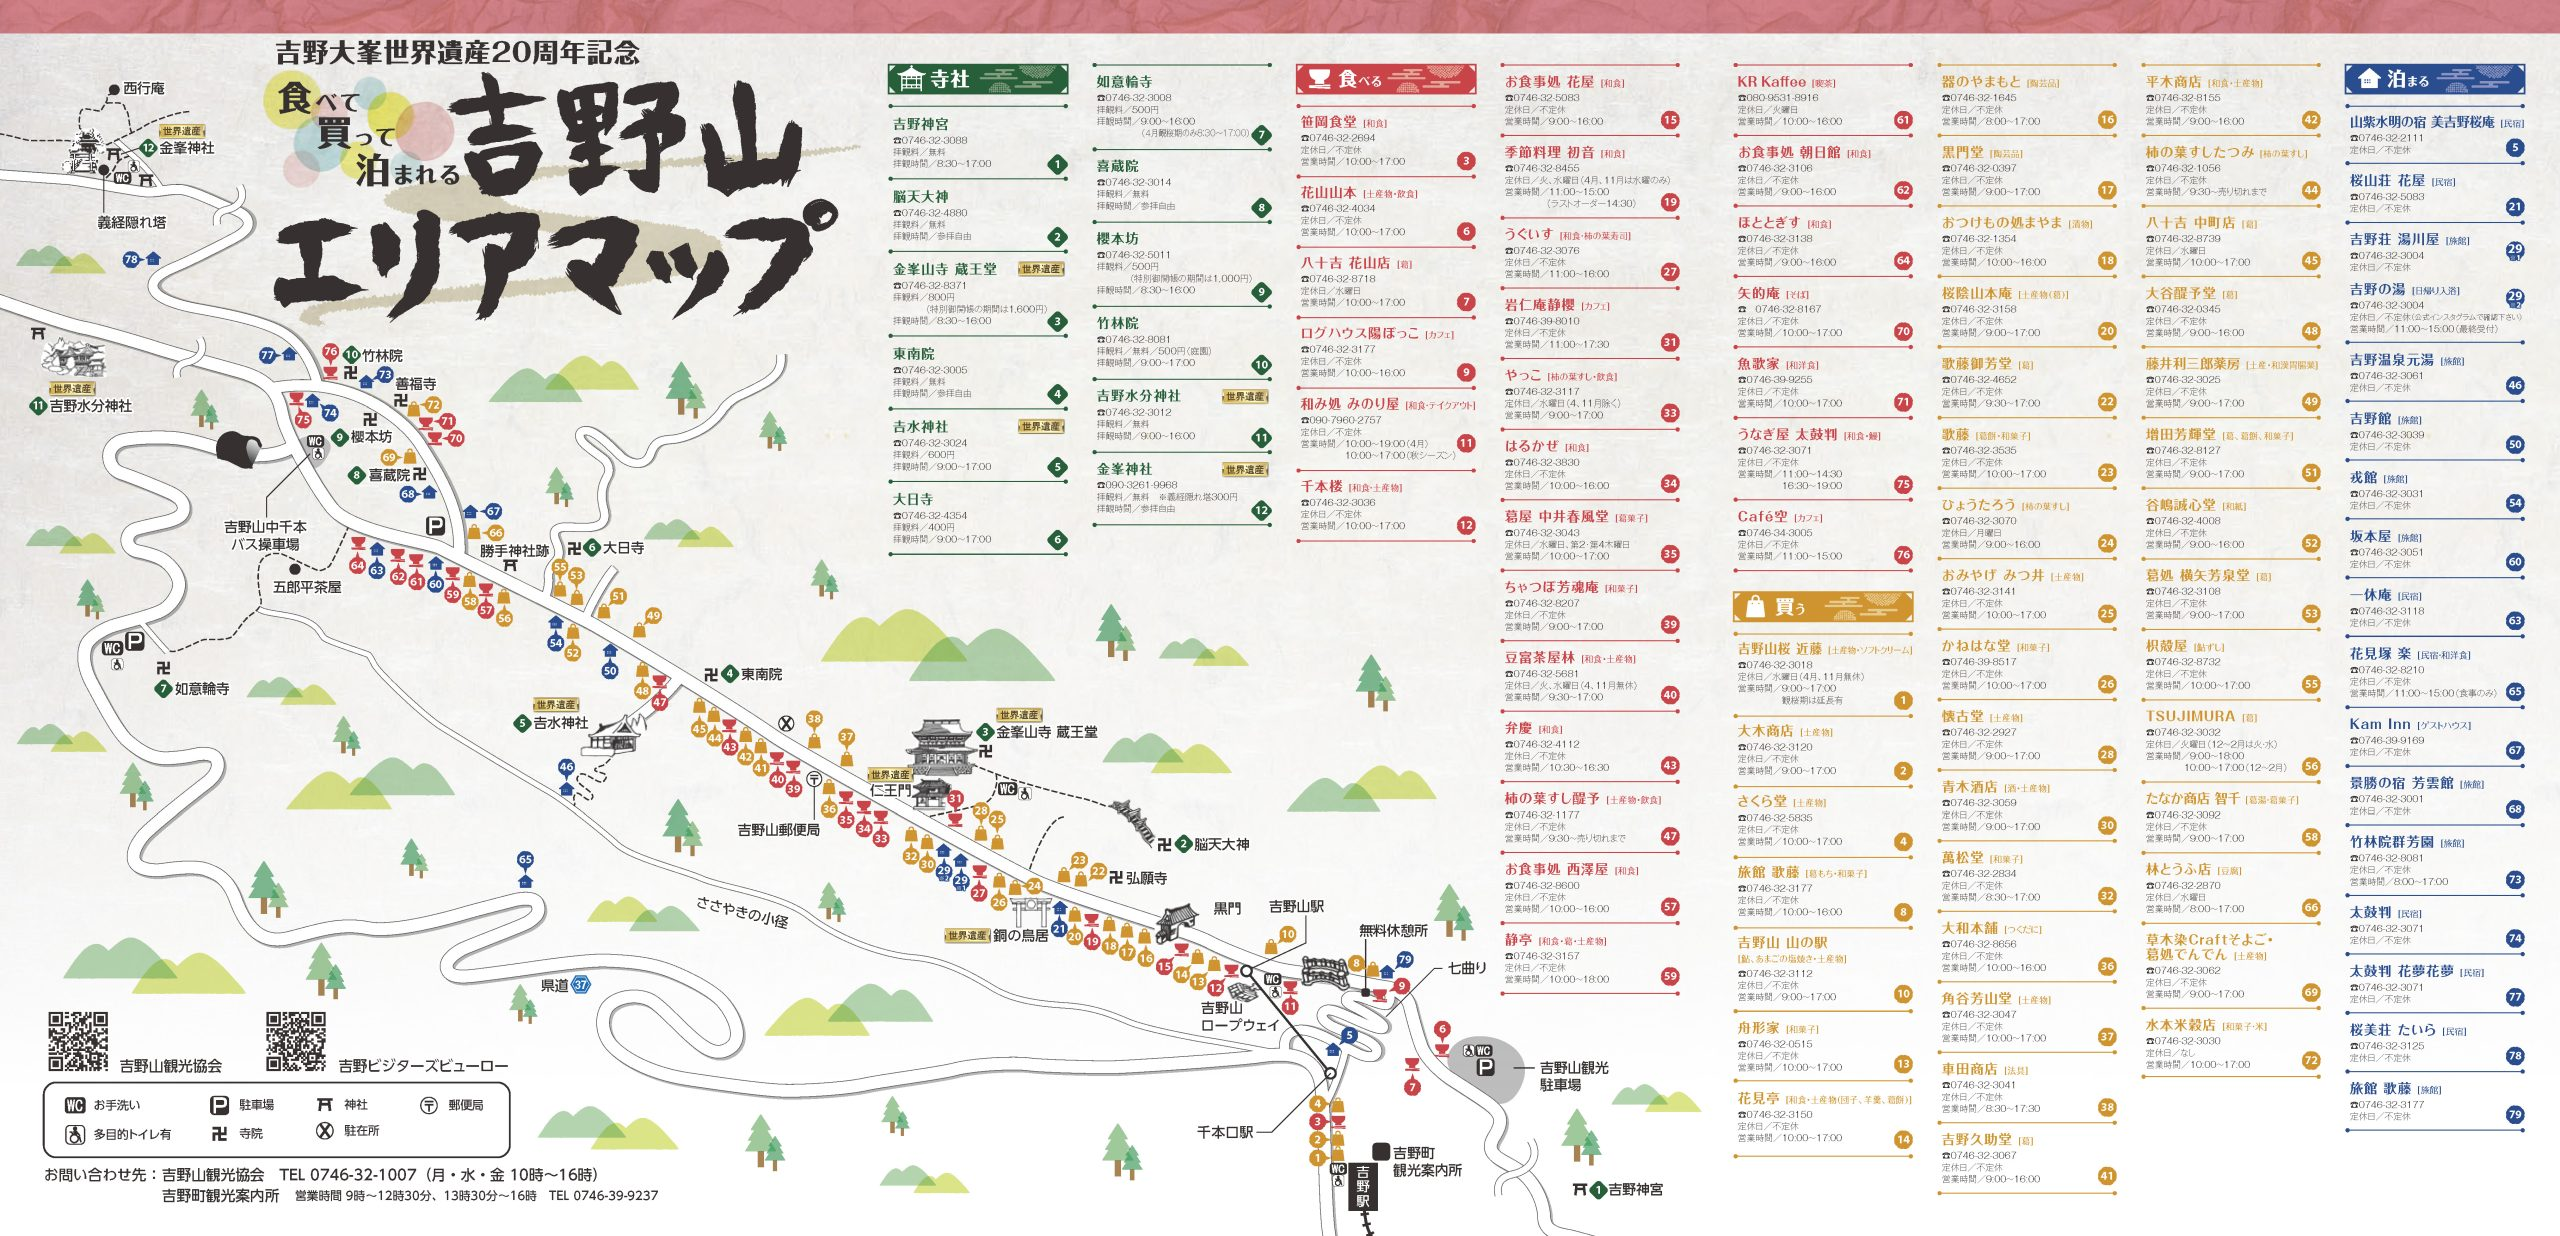 吉野大峯世界遺産20周年記念
食べて
買って
泊まれる
吉野山
エリアマップ
西行庵
世界遺産
12 金峯神社
WC
義経隠れ塔
78
世界遺産
11 吉野水分神社
77
76
10 竹林院
73
善福寺
72
71
70
75
74
WC
9 櫻本坊
69
8 喜蔵院
68
P
67
66
吉野山中千本
バス操車場
五郎平茶屋
勝手神社跡
6 大日寺
64
63
62
61
60
59
58
57
56
55
53
51
49
54
52
50
48
47
WC P
7 如意輪寺
4 東南院
世界遺産
5 吉水神社
46
45
44
43
42
41
40
39
38
37
世界遺産
3 金峯山寺 蔵王堂
世界遺産
仁王門
WC
吉野山郵便局
36
35
34
33
31
28
25
2 脳天大神
32
30
29
29
27
26
24
23
22
弘願寺
65
ささやきの小径
世界遺産 銅の鳥居
21
20
19
18
17
16
15
14
13
12
黒門
吉野山駅
10
無料休憩所
8
79
七曲り
9
WC
11
吉野山
ロープウェイ
県道 37
5
6
7
WC
P
吉野山観光
駐車場
千本口駅
4
3
2
1
WC
吉野駅
吉野町
観光案内所
1 吉野神宮
吉野山観光協会
吉野ビジターズビューロー
WC お手洗い
P 駐車場
神社
郵便局
多目的トイレ有
寺院
駐在所
お問い合わせ先：吉野山観光協会 TEL 0746-32-1007（月・水・金 10時～16時）
吉野町観光案内所 営業時間 9時～12時30分、13時30分～16時 TEL 0746-39-9237
寺社
吉野神宮
☎0746-32-3088
拝観料／無料
拝観時間／8:30～17:00
1
脳天大神
☎0746-32-4880
拝観料／無料
拝観時間／参拝自由
2
金峯山寺 蔵王堂 世界遺産
☎0746-32-8371
拝観料／800円
（特別御開帳の期間は1,600円）
拝観時間／8:30～16:00
3
東南院
☎0746-32-3005
拝観料／無料
拝観時間／参拝自由
4
吉水神社 世界遺産
☎0746-32-3024
拝観料／600円
拝観時間／9:00～17:00
5
大日寺
☎0746-32-4354
拝観料／400円
拝観時間／9:00～17:00
6
如意輪寺
☎0746-32-3008
拝観料／500円
拝観時間／9:00～16:00
（4月観桜期のみ6:30～17:00）
7
喜蔵院
☎0746-32-3014
拝観料／無料
拝観時間／参拝自由
8
櫻本坊
☎0746-32-5011
拝観料／500円
（特別御開帳の期間は1,000円）
拝観時間／8:30～16:00
9
竹林院
☎0746-32-8081
拝観料／無料／500円（庭園）
拝観時間／9:00～17:00
10
吉野水分神社 世界遺産
☎0746-32-3012
拝観料／無料
拝観時間／9:00～16:00
11
金峯神社 世界遺産
☎090-3261-9968
拝観料／無料 ※義経隠れ塔300円
拝観時間／参拝自由
12
食べる
笹岡食堂 [和食]
☎0746-32-2694
定休日／不定休
営業時間／10:00～17:00
3
花山山本 [土産物・飲食]
☎0746-32-4034
定休日／不定休
営業時間／10:00～17:00
6
八十吉 花山店 [葛]
☎0746-32-8718
定休日／水曜日
営業時間／10:00～17:00
7
ログハウス陽ぼっこ [カフェ]
☎0746-32-3177
定休日／不定休
営業時間／10:00～16:00
9
和み処 みのり屋 [和食・テイクアウト]
☎090-7960-2757
定休日／不定休
営業時間／10:00～19:00（4月）
10:00～17:00（秋シーズン）
11
千本楼 [和食・土産物]
☎0746-32-3036
定休日／不定休
営業時間／10:00～17:00
12
お食事処 花屋 [和食]
☎0746-32-5083
定休日／不定休
営業時間／9:00～16:00
15
季節料理 初音 [和食]
☎0746-32-8455
定休日／火、水曜日（4月、11月は水曜のみ）
営業時間／11:00～15:00
（ラストオーダー14:30）
19
うぐいす [和食・柿の葉寿司]
☎0746-32-3076
定休日／不定休
営業時間／11:00～16:00
27
岩仁庵静櫻 [カフェ]
☎0746-39-8010
定休日／不定休
営業時間／11:00～17:30
31
やっこ [柿の葉すし・飲食]
☎0746-32-3117
定休日／水曜日（4、11月除く）
営業時間／9:00～17:00
33
はるかぜ [和食]
☎0746-32-3830
定休日／不定休
営業時間／10:00～16:00
34
葛屋 中井春風堂 [葛菓子]
☎0746-32-3043
定休日／水曜日、第2・第4木曜日
営業時間／10:00～17:00
35
ちゃつぼ芳魂庵 [和菓子]
☎0746-32-8207
定休日／不定休
営業時間／9:00～17:00
39
豆富茶屋林 [和食・土産物]
☎0746-32-5681
定休日／火、水曜日（4、11月無休）
営業時間／9:30～17:00
40
弁慶 [和食]
☎0746-32-4112
定休日／不定休
営業時間／10:30～16:30
43
柿の葉すし醍予 [土産物・飲食]
☎0746-32-1177
定休日／不定休
営業時間／9:30～売り切れまで
47
お食事処 西澤屋 [和食]
☎0746-32-8600
定休日／不定休
営業時間／10:00～16:00
57
静亭 [和食・葛・土産物]
☎0746-32-3157
定休日／不定休
営業時間／10:00～18:00
59
KR Kaffee [喫茶]
☎080-9531-8916
定休日／火曜日
営業時間／10:00～16:00
61
お食事処 朝日館 [和食]
☎0746-32-3106
定休日／不定休
営業時間／9:00～16:00
62
ほととぎす [和食]
☎0746-32-3138
定休日／不定休
営業時間／9:00～16:00
64
矢的庵 [そば]
☎ 0746-32-8167
定休日／不定休
営業時間／10:00～17:00
70
魚歌家 [和洋食]
☎0746-39-9255
定休日／不定休
営業時間／10:00～17:00
71
うなぎ屋 太鼓判 [和食・鰻]
☎0746-32-3071
定休日／不定休
営業時間／11:00～14:30
16:30～19:00
75
Café空 [カフェ]
☎0746-34-3005
定休日／不定休
営業時間／11:00～15:00
76
買う
吉野山桜 近藤 [土産物・ソフトクリーム]
☎0746-32-3018
定休日／水曜日（4月、11月無休）
営業時間／9:00～17:00
観桜期は延長有
1
大木商店 [土産物]
☎0746-32-3120
定休日／不定休
営業時間／9:00～17:00
2
さくら堂 [土産物]
☎0746-32-5835
定休日／不定休
営業時間／10:00～17:00
4
旅館 歌藤 [葛もち・和菓子]
☎0746-32-3177
定休日／不定休
営業時間／10:00～16:00
8
吉野山 山の駅
[鮎、あまごの塩焼き・土産物]
☎0746-32-3112
定休日／不定休
営業時間／9:00～17:00
10
舟形家 [和菓子]
☎0746-32-0515
定休日／不定休
営業時間／10:00～17:00
13
花見亭 [和食・土産物（団子、羊羹、葛餅）]
☎0746-32-3150
定休日／不定休
営業時間／10:00～17:00
14
器のやまもと [陶芸品]
☎0746-32-1645
定休日／不定休
営業時間／8:00～17:00
16
黒門堂 [陶芸品]
☎0746-32-0397
定休日／不定休
営業時間／9:00～17:00
17
おつけもの処まやま [漬物]
☎0746-32-1354
定休日／不定休
営業時間／10:00～16:00
18
桜陰山本庵 [土産物（葛）]
☎0746-32-3158
定休日／不定休
営業時間／10:00～17:00
20
歌藤御芳堂 [葛]
☎0746-32-4652
定休日／不定休
営業時間／9:30～17:00
22
歌藤 [葛餅・和菓子]
☎0746-32-3535
定休日／不定休
営業時間／10:00～17:00
23
ひょうたろう [柿の葉すし]
☎0746-32-3070
定休日／月曜日
営業時間／9:00～16:00
24
おみやげ みつ井 [土産物]
☎0746-32-3141
定休日／不定休
営業時間／10:00～17:00
25
かねはな堂 [和菓子]
☎0746-39-8517
定休日／不定休
営業時間／10:00～17:00
26
懐古堂 [土産物]
☎0746-32-2927
定休日／不定休
営業時間／9:00～17:00
28
青木酒店 [酒・土産物]
☎0746-32-3059
定休日／不定休
営業時間／9:00～17:00
30
萬松堂 [和菓子]
☎0746-32-2834
定休日／不定休
営業時間／9:00～17:00
32
大和本舗 [つくだに]
☎0746-32-8656
定休日／不定休
営業時間／10:00～16:00
36
角谷芳山堂 [土産物]
☎0746-32-3047
定休日／不定休
営業時間／10:00～17:00
37
車田商店 [法具]
☎0746-32-3041
定休日／不定休
営業時間／8:30～17:30
38
吉野久助堂 [葛]
☎0746-32-3067
定休日／不定休
営業時間／9:00～16:00
41
平木商店 [和食・土産物]
☎0746-32-8155
定休日／不定休
営業時間／10:00～17:00
42
柿の葉すしたつみ [柿の葉すし]
☎0746-32-1056
定休日／不定休
営業時間／9:30～売り切れまで
44
八十吉 中町店 [葛]
☎0746-32-8739
定休日／水曜日
営業時間／10:00～17:00
45
大谷醍予堂 [葛]
☎0746-32-0345
定休日／不定休
営業時間／9:00～16:00
48
藤井利三郎薬房 [土産・和漢胃腸薬]
☎0746-32-3025
定休日／不定休
営業時間／9:00～17:00
49
増田芳輝堂 [葛、葛餅、和菓子]
☎0746-32-8127
定休日／不定休
営業時間／9:00～17:00
51
谷嶋誠心堂 [和紙]
☎0746-32-4008
定休日／不定休
営業時間／9:00～16:00
52
葛処 横矢芳泉堂 [葛]
☎0746-32-3108
定休日／不定休
営業時間／9:00～17:00
53
枳殻屋 [鮎ずし]
☎0746-32-8732
定休日／不定休
営業時間／10:00～17:00
55
TSUJIMURA [葛]
☎0746-32-3032
定休日／火曜日（12～2月は火・水）
営業時間／9:00～18:00
10:00～17:00（12～2月）
56
たなか商店 智千 [葛湯・葛菓子]
☎0746-32-3092
定休日／不定休
営業時間／9:00～17:00
58
林とうふ店 [豆腐]
☎0746-32-2870
定休日／水曜日
営業時間／8:00～17:00
66
草木染Craftそよご・
葛処でんでん [土産物]
☎0746-32-3062
定休日／不定休
営業時間／9:00～17:00
69
水本米穀店 [和菓子・米]
☎0746-32-3030
定休日／なし
営業時間／10:00～17:00
72
泊まる
山紫水明の宿 美吉野桜庵 [民宿]
☎0746-32-2111
定休日／不定休
5
桜山荘 花屋 [民宿]
☎0746-32-5083
定休日／不定休
21
吉野荘 湯川屋 [旅館]
☎0746-32-3004
定休日／不定休
29
吉野の湯 [日帰り入浴]
☎0746-32-3004
定休日／不定休（公式インスタグラムで確認下さい）
営業時間／11:00～15:00（最終受付）
29
吉野温泉元湯 [旅館]
☎0746-32-3061
定休日／不定休
46
吉野館 [旅館]
☎0746-32-3039
定休日／不定休
50
戎館 [旅館]
☎0746-32-3031
定休日／不定休
54
坂本屋 [旅館]
☎0746-32-3051
定休日／不定休
60
一休庵 [民宿]
☎0746-32-3118
定休日／不定休
63
花見塚 楽 [民宿・和洋食]
☎0746-32-8210
定休日／不定休
営業時間／11:00～15:00（食事のみ）
65
Kam Inn [ゲストハウス]
☎0746-39-9169
定休日／不定休
67
景勝の宿 芳雲館 [旅館]
☎0746-32-3001
定休日／不定休
68
竹林院群芳園 [旅館]
☎0746-32-8081
定休日／不定休
営業時間／8:00～17:00
73
太鼓判 [民宿]
☎0746-32-3071
定休日／不定休
74
太鼓判 花夢花夢 [民宿]
☎0746-32-3071
定休日／不定休
77
桜美荘 たいら [民宿]
☎0746-32-3125
定休日／不定休
78
旅館 歌藤 [旅館]
☎0746-32-3177
定休日／不定休
79